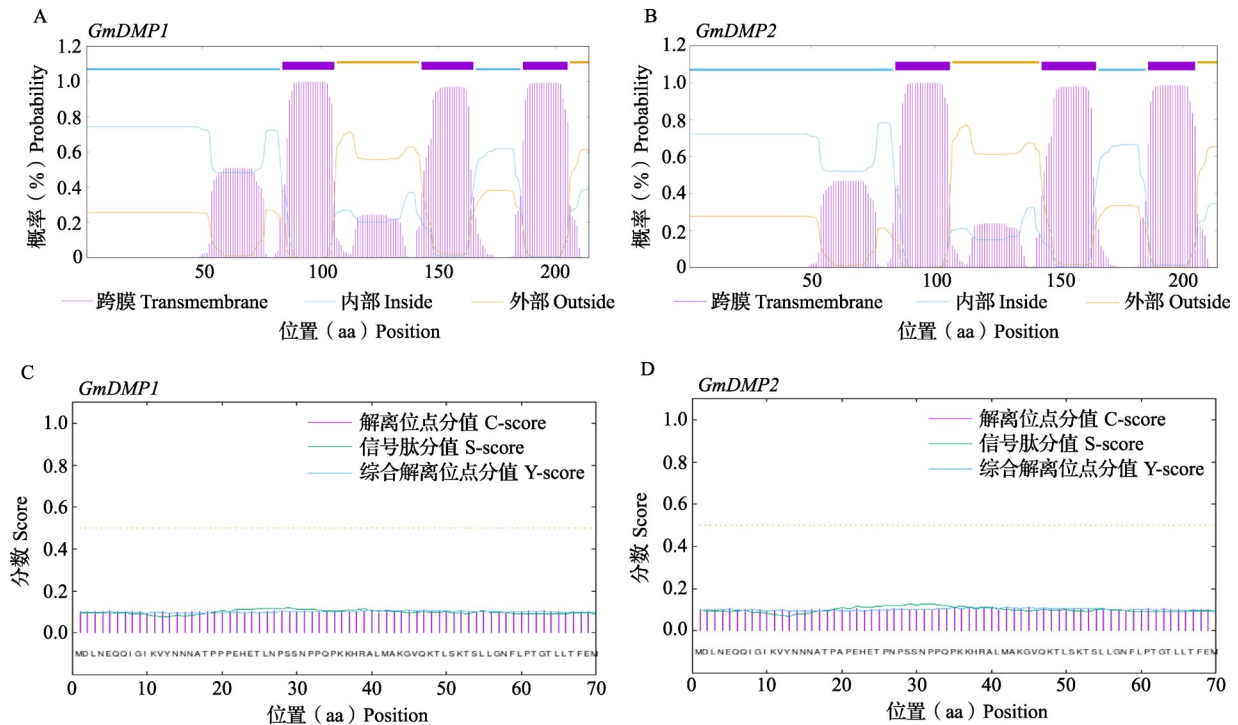 A
GmDMP1
1.2
1.0
0.8
0.6
0.4
0.2
0
概率（%）Probability
50
100
150
200
跨膜 Transmembrane
内部 Inside
外部 Outside
位置（aa）Position
B
GmDMP2
1.2
1.0
0.8
0.6
0.4
0.2
0
概率（%）Probability
50
100
150
200
跨膜 Transmembrane
内部 Inside
外部 Outside
位置（aa）Position
C
GmDMP1
1.0
0.8
0.6
0.4
0.2
0.0
分数 Score
解离位点分值 C-score
信号肽分值 S-score
综合解离位点分值 Y-score
MDLNEQQIGIKVYNNNATPPPEHETLNPSSNPPQPKKHRALMAKGVQKTLSKTSLLGNFLPTGTLLTFEM
0
10
20
30
40
50
60
70
位置（aa）Position
D
GmDMP2
1.0
0.8
0.6
0.4
0.2
0.0
分数 Score
解离位点分值 C-score
信号肽分值 S-score
综合解离位点分值 Y-score
MDLNEQQIGIKVYNNNATPAPEHETPNPSSNPPQPKKHRALMAKGVQKTLSKTSLLGNFLPTGTLLTFEM
0
10
20
30
40
50
60
70
位置（aa）Position